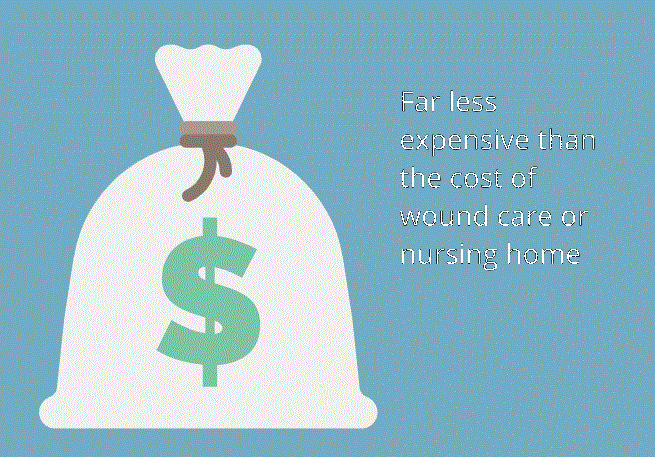 Far less
expensive than
the cost of
wound care or
nursing home
$